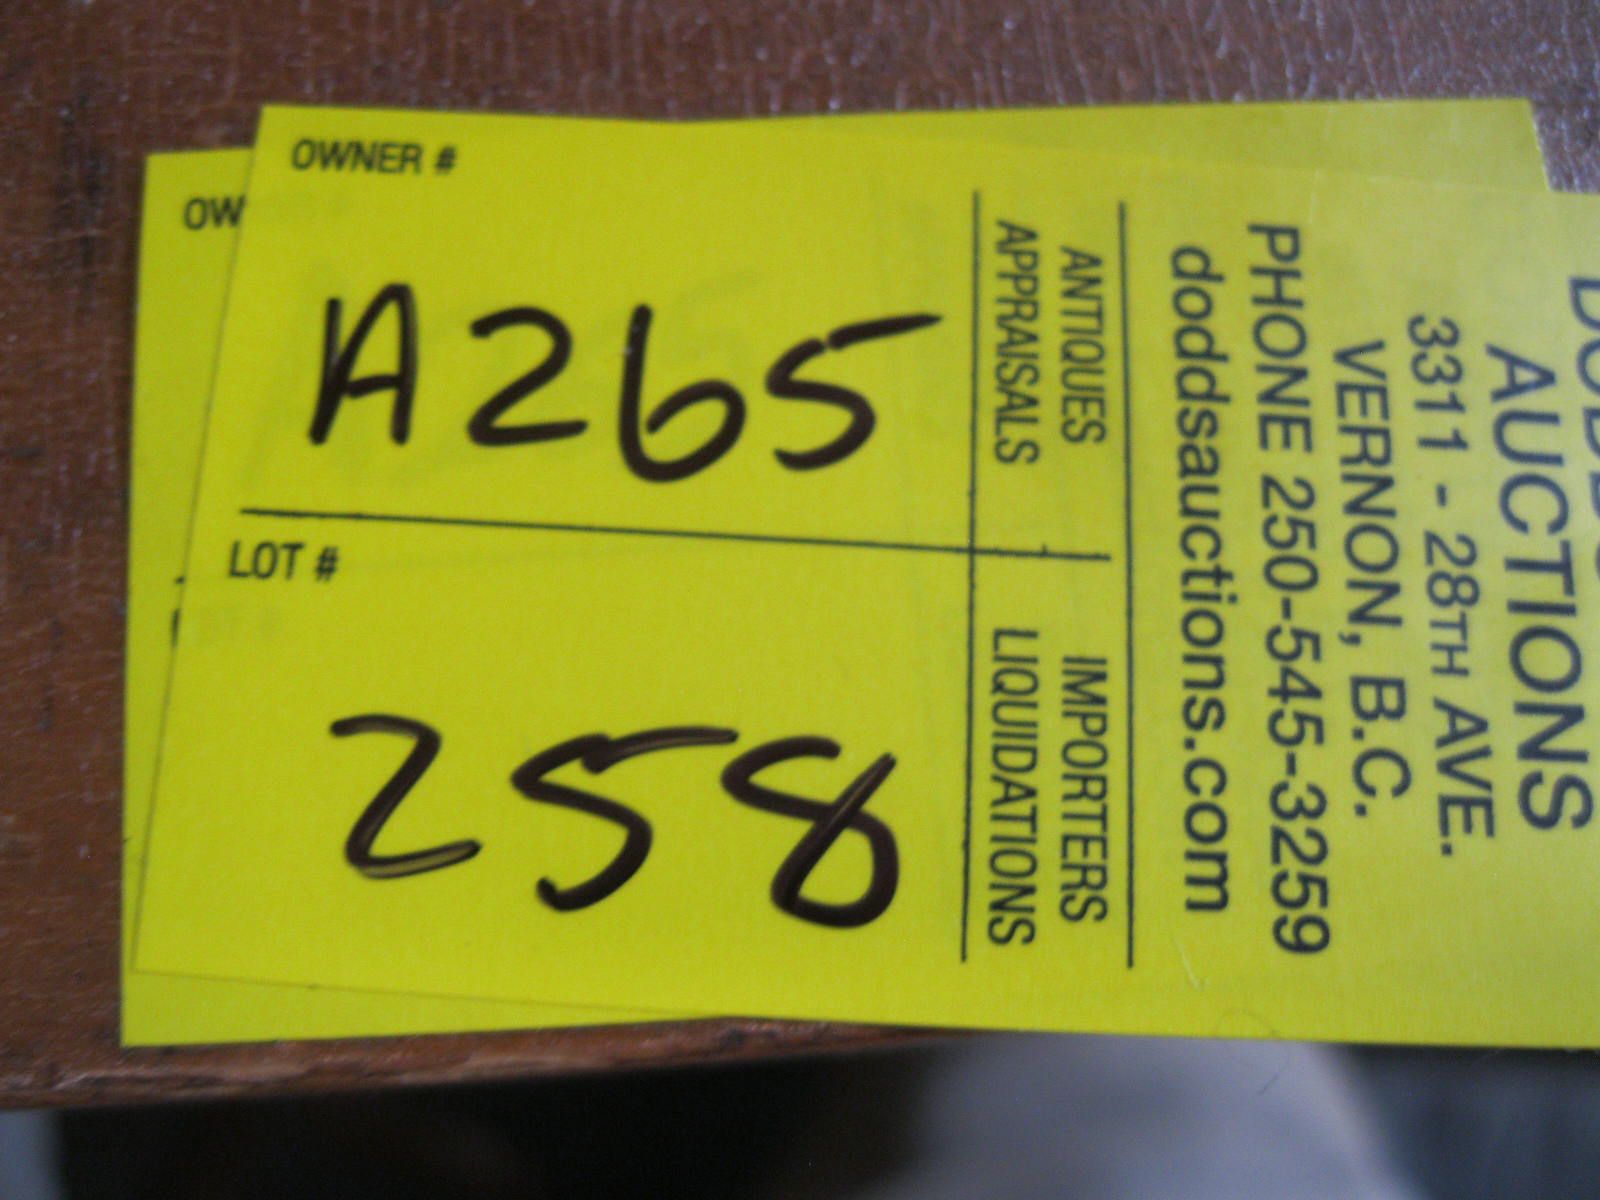 OWNER #
A265
LOT #
258
AUCTIONS
3311 - 28TH AVE.
VERNON, B.C.
PHONE 250-545-3259
doddsauctions.com
ANTIQUES
APPRAISALS
IMPORTERS
LIQUIDATIONS
OW